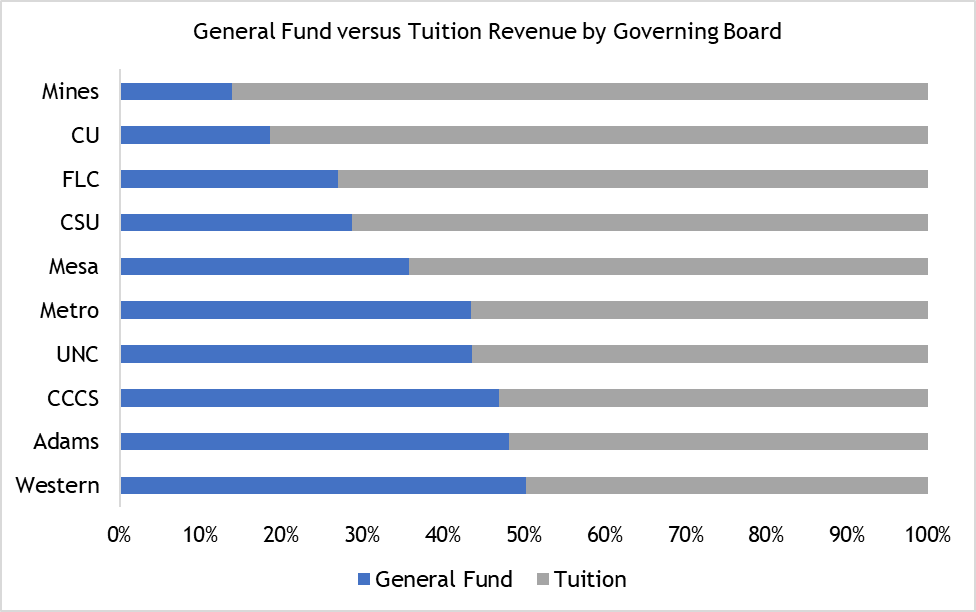 General Fund versus Tuition Revenue by Governing Board
Mines
CU
FLC
CSU
Mesa
Metro
UNC
CCCS
Adams
Western
0% 10% 20% 30% 40% 50% 60% 70% 80% 90% 100%
General Fund Tuition